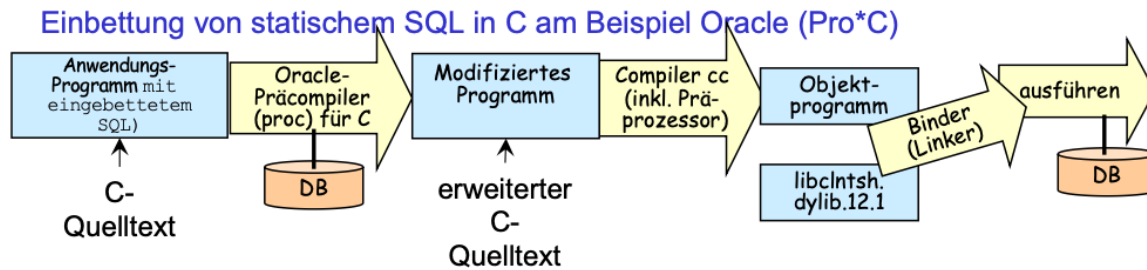 Einbettung von statischem SQL in C am Beispiel Oracle (Pro*C)
Anwendungs-
Programm mit
eingebettetem
SQL)
Oracle-
Präcompiler
(proc) für C
Modifiziertes
Programm
Compiler cc
(inkl. Prä-
prozessor)
Objekt-
programm
Binder
(Linker)
ausführen
DB
libclntsh.
dylib.12.1
DB
C-
Quelltext
erweiterter
C-
Quelltext